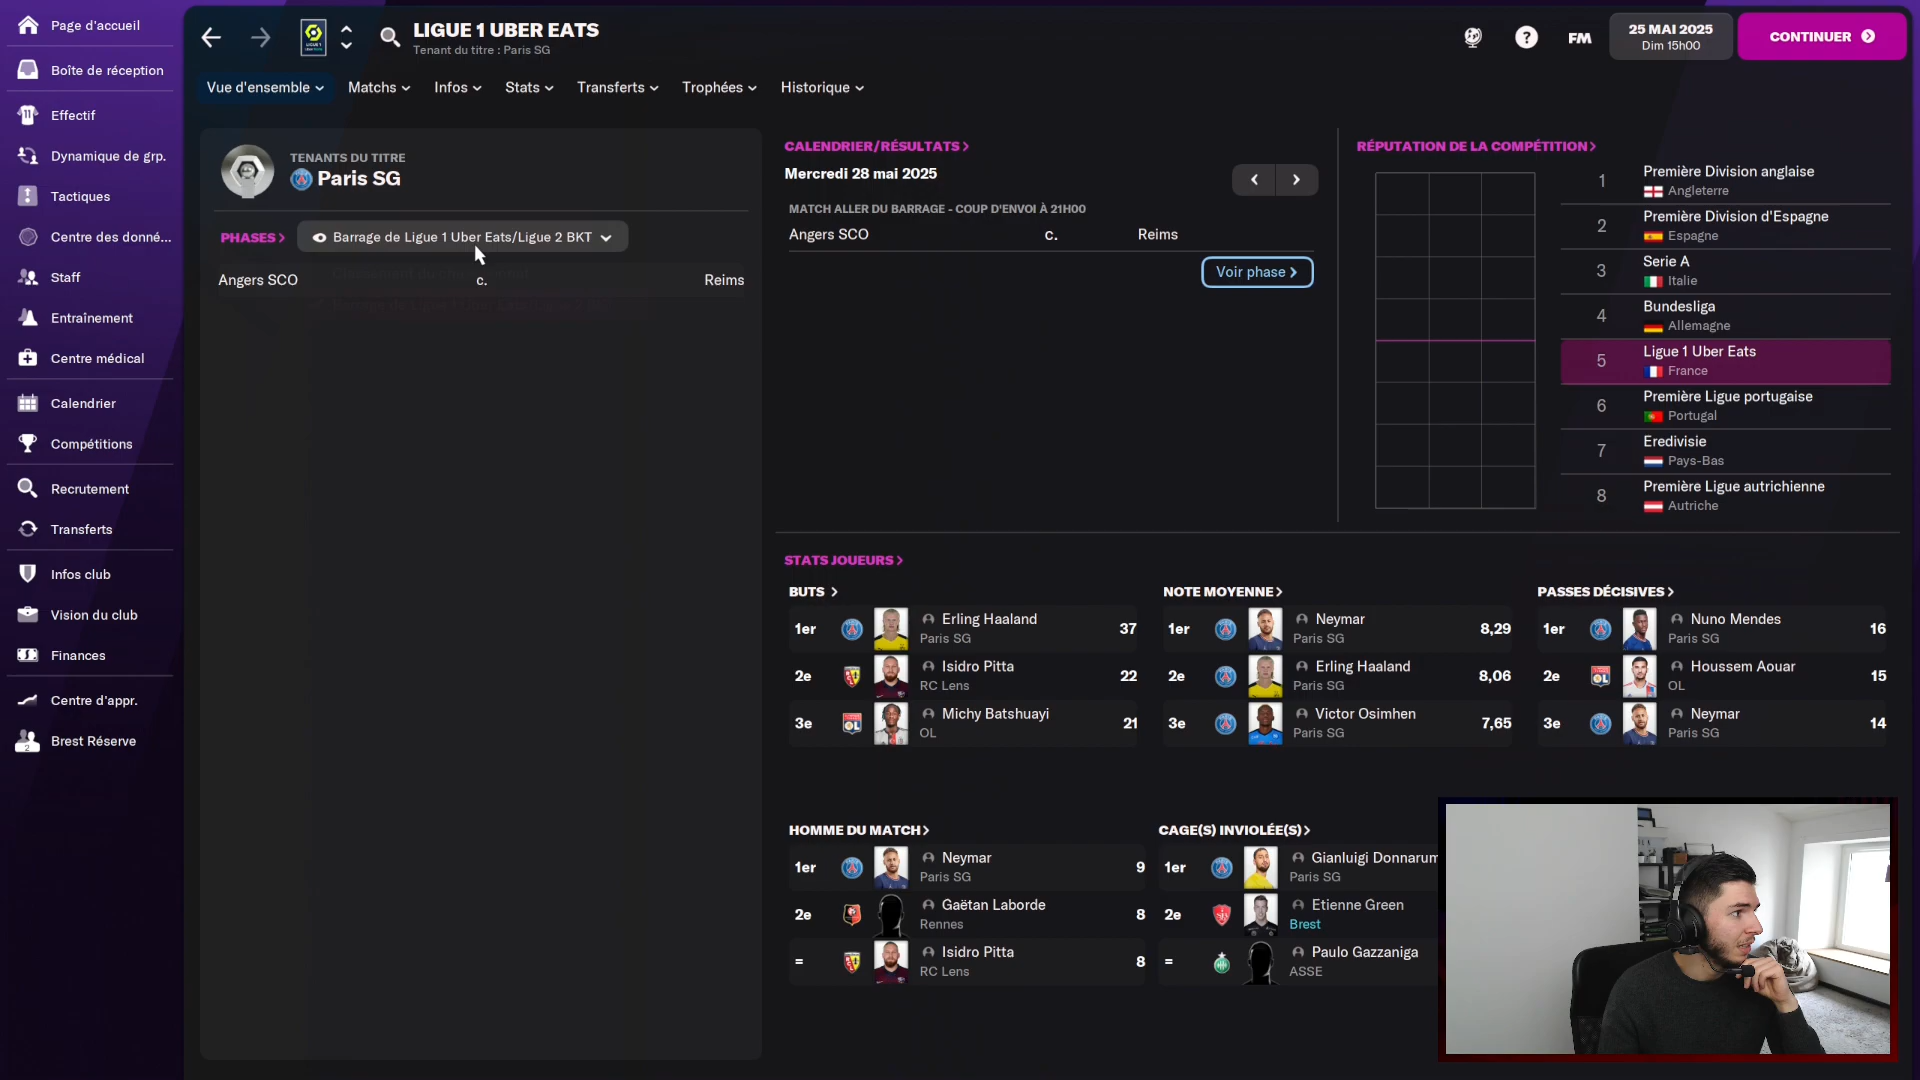 Page d'accueil
Boîte de réception
Effectif
Dynamique de grp.
Tactiques
Centre des donné...
Staff
Entraînement
Centre médical
Calendrier
Compétitions
Recrutement
Transferts
Infos club
Vision du club
Finances
Centre d'appr.
Brest Réserve
LIGUE 1 UBER EATS
Tenant du titre : Paris SG
FM
25 MAI 2025
Dim 15h00
CONTINUER
Vue d'ensemble
Matchs
Infos
Stats
Transferts
Trophées
Historique
TENANTS DU TITRE
Paris SG
PHASES
Barrage de Ligue 1 Uber Eats/Ligue 2 BKT
Angers SCO c. Reims
CALENDRIER/RÉSULTATS
Mercredi 28 mai 2025
MATCH ALLER DU BARRAGE - COUP D'ENVOI À 21H00
Angers SCO c. Reims
Voir phase
RÉPUTATION DE LA COMPÉTITION
1 Première Division anglaise
Angleterre
2 Première Division d'Espagne
Espagne
3 Serie A
Italie
4 Bundesliga
Allemagne
5 Ligue 1 Uber Eats
France
6 Première Ligue portugaise
Portugal
7 Eredivisie
Pays-Bas
8 Première Ligue autrichienne
Autriche
STATS JOUEURS
BUTS
1er Erling Haaland 37
Paris SG
2e Isidro Pitta 22
RC Lens
3e Michy Batshuayi 21
OL
NOTE MOYENNE
1er Neymar 8,29
Paris SG
2e Erling Haaland 8,06
Paris SG
3e Victor Osimhen 7,65
Paris SG
PASSES DÉCISIVES
1er Nuno Mendes 16
Paris SG
2e Houssem Aouar 15
OL
3e Neymar 14
Paris SG
HOMME DU MATCH
1er Neymar 9
Paris SG
2e Gaëtan Laborde 8
Rennes
= Isidro Pitta 8
RC Lens
CAGE(S) INVIOLÉE(S)
1er Gianluigi Donnarum
Paris SG
2e Etienne Green
Brest
= Paulo Gazzaniga
ASSE